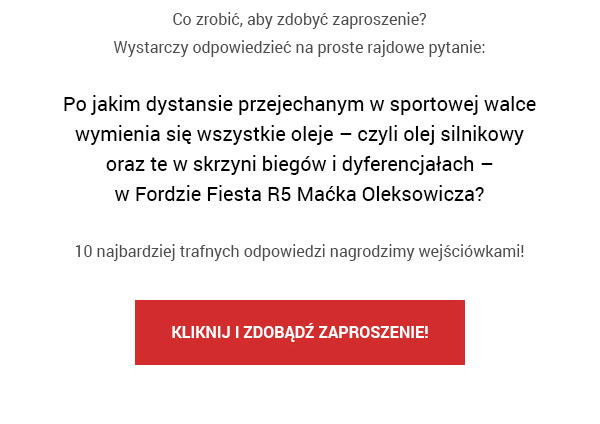 Co zrobić, aby zdobyć zaproszenie?
Wystarczy odpowiedzieć na proste rajdowe pytanie:
Po jakim dystansie przejechanym w sportowej walce
wymienia się wszystkie oleje – czyli olej silnikowy
oraz te w skrzyni biegów i dyferencjałach –
w Fordzie Fiesta R5 Maćka Oleksowicza?
10 najbardziej trafnych odpowiedzi nagrodzimy wejściówkami!
KLIKNIJ I ZDOBĄDŹ ZAPROSZENIE!